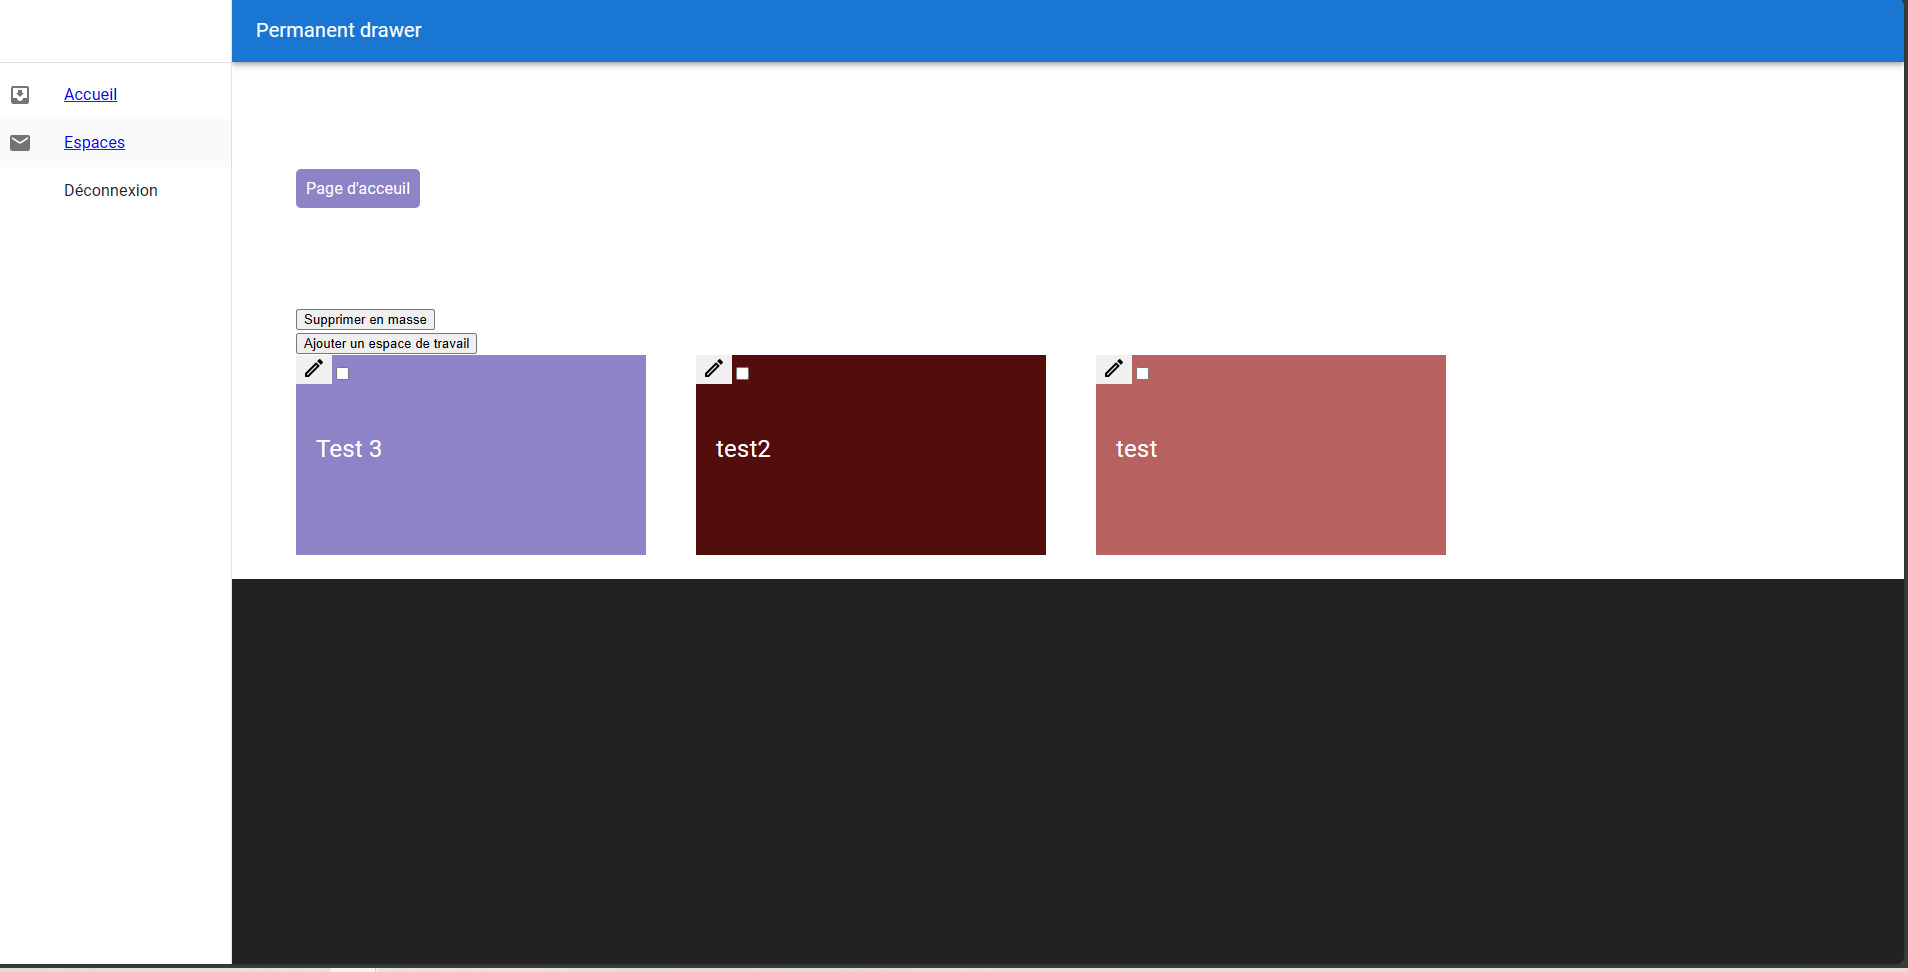 Permanent drawer
Accueil
Espaces
Déconnexion
Page d'acceuil
Supprimer en masse
Ajouter un espace de travail
Test 3
test2
test